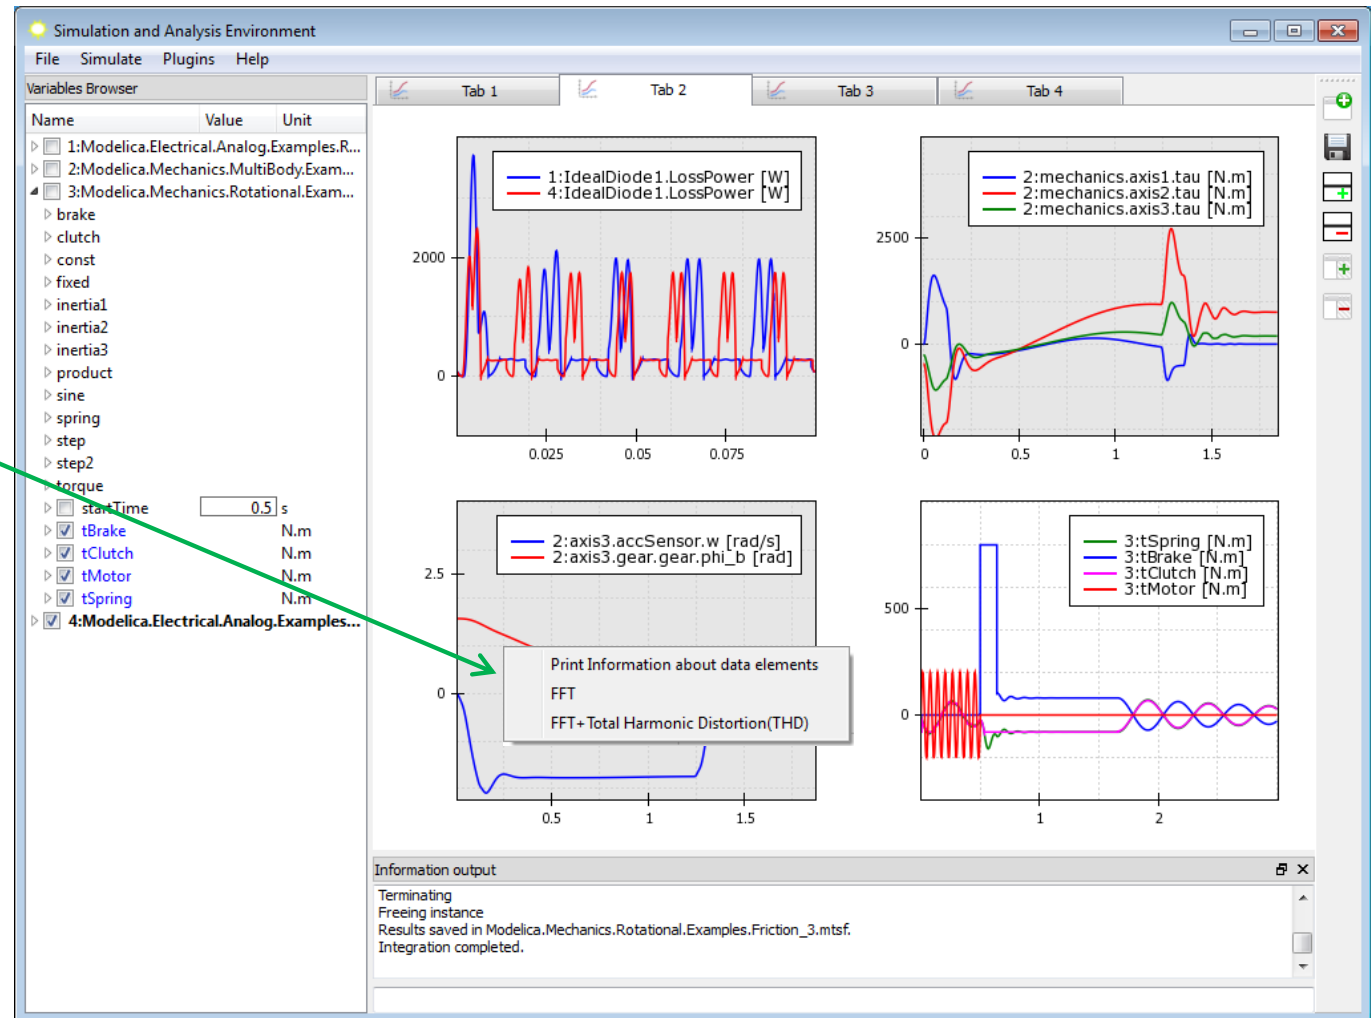 Simulation and Analysis Environment
File Simulate Plugins Help
Variables Browser
Name Value Unit
1:Modelica.Electrical.Analog.Examples.R...
2:Modelica.Mechanics.MultiBody.Exam...
3:Modelica.Mechanics.Rotational.Exam...
brake
clutch
const
fixed
inertia1
inertia2
inertia3
product
sine
spring
step
step2
torque
startTime 0.5 s
tBrake N.m
tClutch N.m
tMotor N.m
tSpring N.m
4:Modelica.Electrical.Analog.Examples...
Tab 1 Tab 2 Tab 3 Tab 4
1:IdealDiode1.LossPower [W]
4:IdealDiode1.LossPower [W]
2000
0
0.025 0.05 0.075
2:mechanics.axis1.tau [N.m]
2:mechanics.axis2.tau [N.m]
2:mechanics.axis3.tau [N.m]
2500
0
0 0.5 1 1.5
2:axis3.accSensor.w [rad/s]
2:axis3.gear.gear.phi_b [rad]
2.5
0
0.5 1 1.5
Print Information about data elements
FFT
FFT+Total Harmonic Distortion(THD)
3:tSpring [N.m]
3:tBrake [N.m]
3:tClutch [N.m]
3:tMotor [N.m]
500
0
1 2
Information output
Terminating
Freeing instance
Results saved in Modelica.Mechanics.Rotational.Examples.Friction_3.mtsf.
Integration completed.